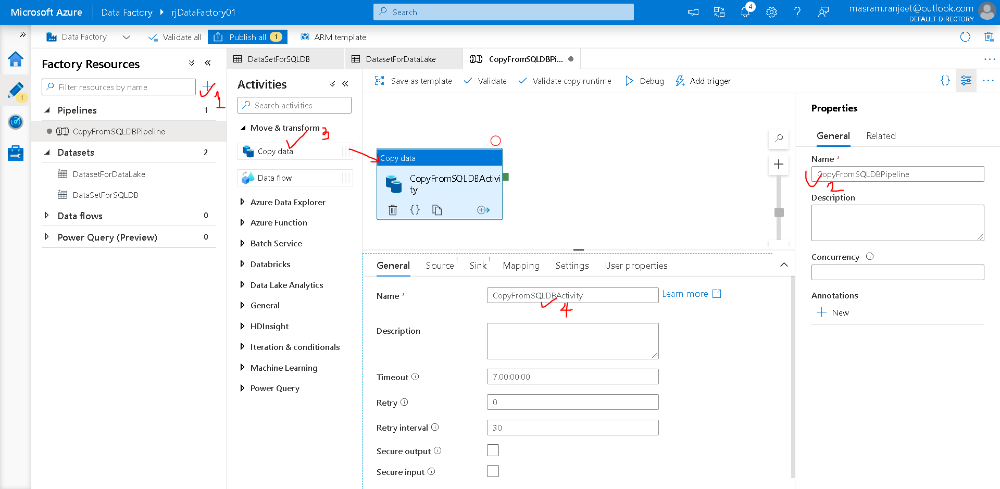 Microsoft Azure
Data Factory
rjDataFactory01
Search
4
masram.ranjeet@outlook.com
DEFAULT DIRECTORY
Data Factory
Validate all
Publish all 1
ARM template
1
Factory Resources
Filter resources by name
1
Pipelines 1
CopyFromSQLDBPipeline
Datasets 2
DatasetForDataLake
DataSetForSQLDB
Data flows 0
Power Query (Preview) 0
DataSetForSQLDB
DatasetForDataLake
CopyFromSQLDBPi...
Activities
Search activities
Move & transform
3
Copy data
Data flow
Azure Data Explorer
Azure Function
Batch Service
Databricks
Data Lake Analytics
General
HDInsight
Iteration & conditionals
Machine Learning
Power Query
Save as template
Validate
Validate copy runtime
Debug
Add trigger
{}
Copy data
CopyFromSQLDBActivi
ty
{}
General
Source 1
Sink 1
Mapping
Settings
User properties
Name *
CopyFromSQLDBActivity
Learn more
4
Description
Timeout
7.00:00:00
Retry
0
Retry interval
30
Secure output
Secure input
Properties
General
Related
Name *
CopyFromSQLDBPipeline
2
Description
Concurrency
Annotations
New